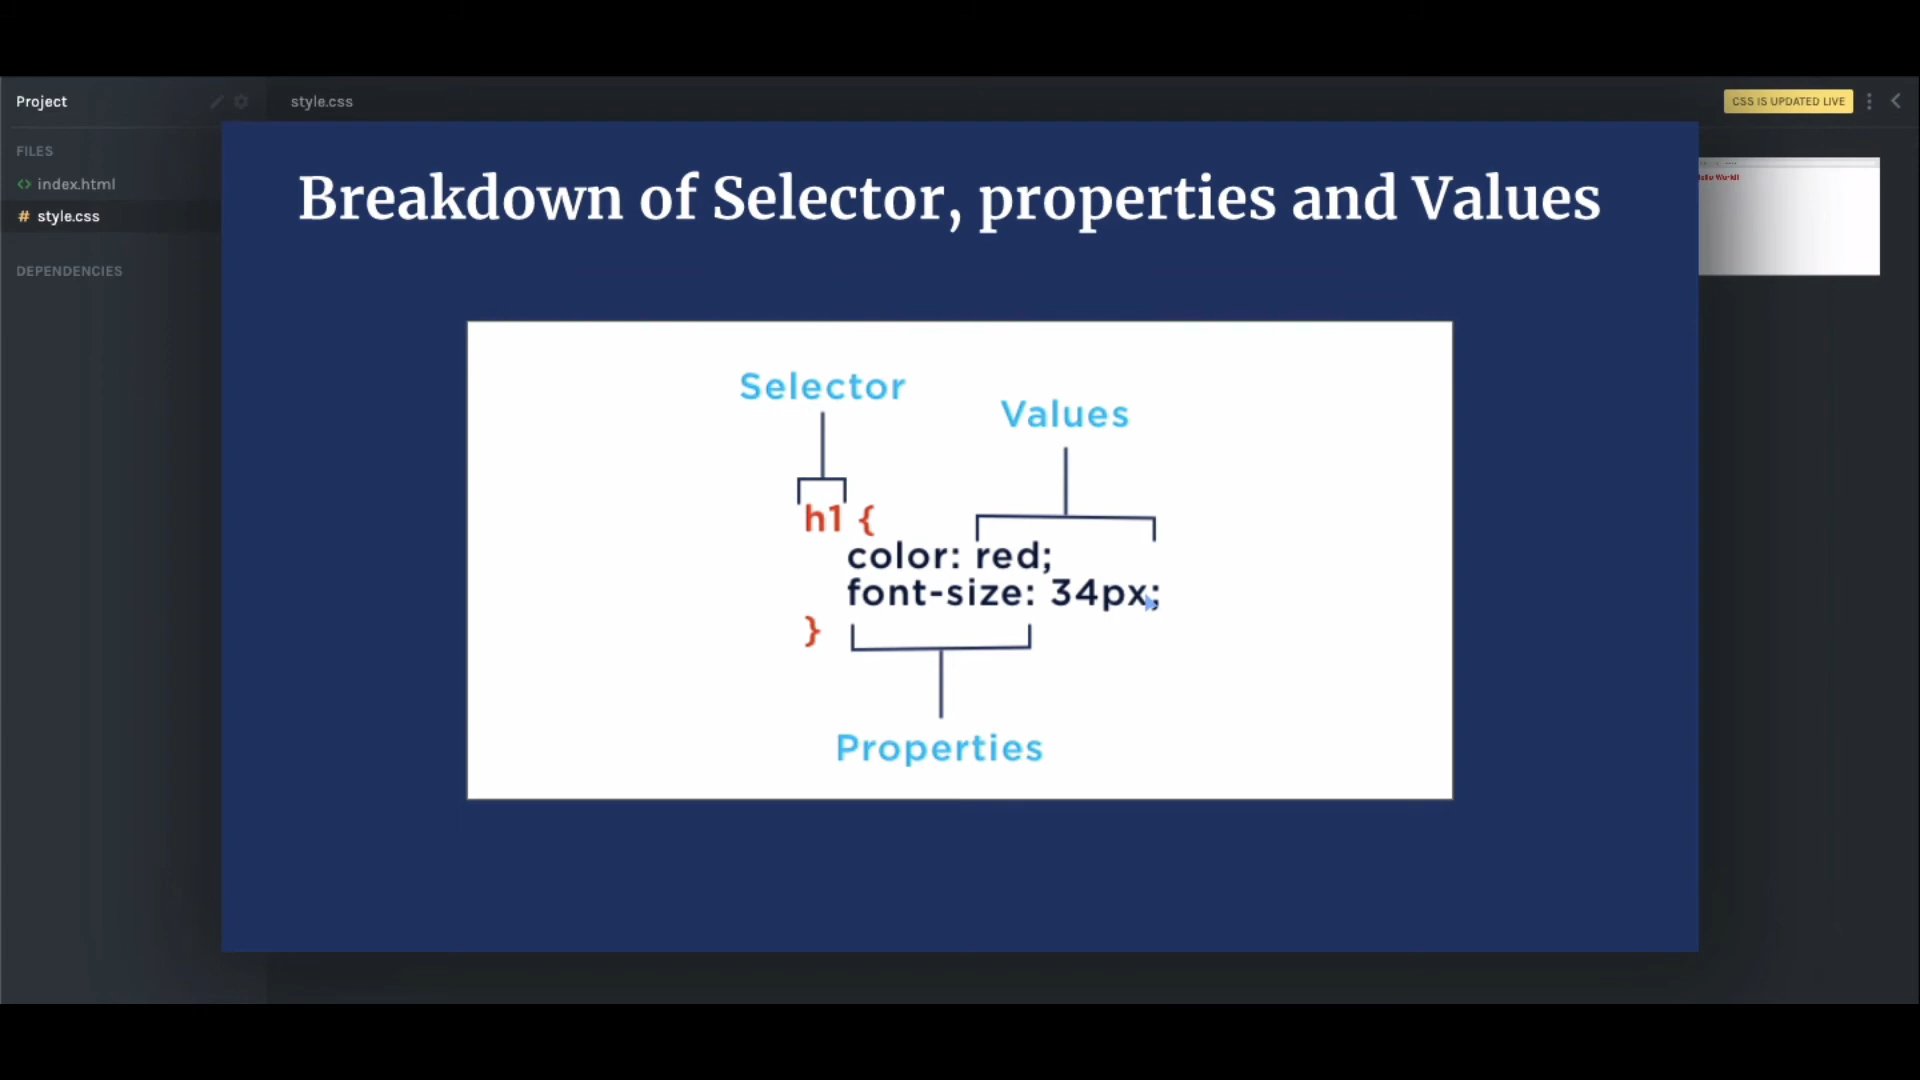 Project
style.css
CSS IS UPDATED LIVE
FILES
<> index.html
# style.css
DEPENDENCIES
Breakdown of Selector, properties and Values
Selector
Values
h1 {
color: red;
font-size: 34px;
}
Properties